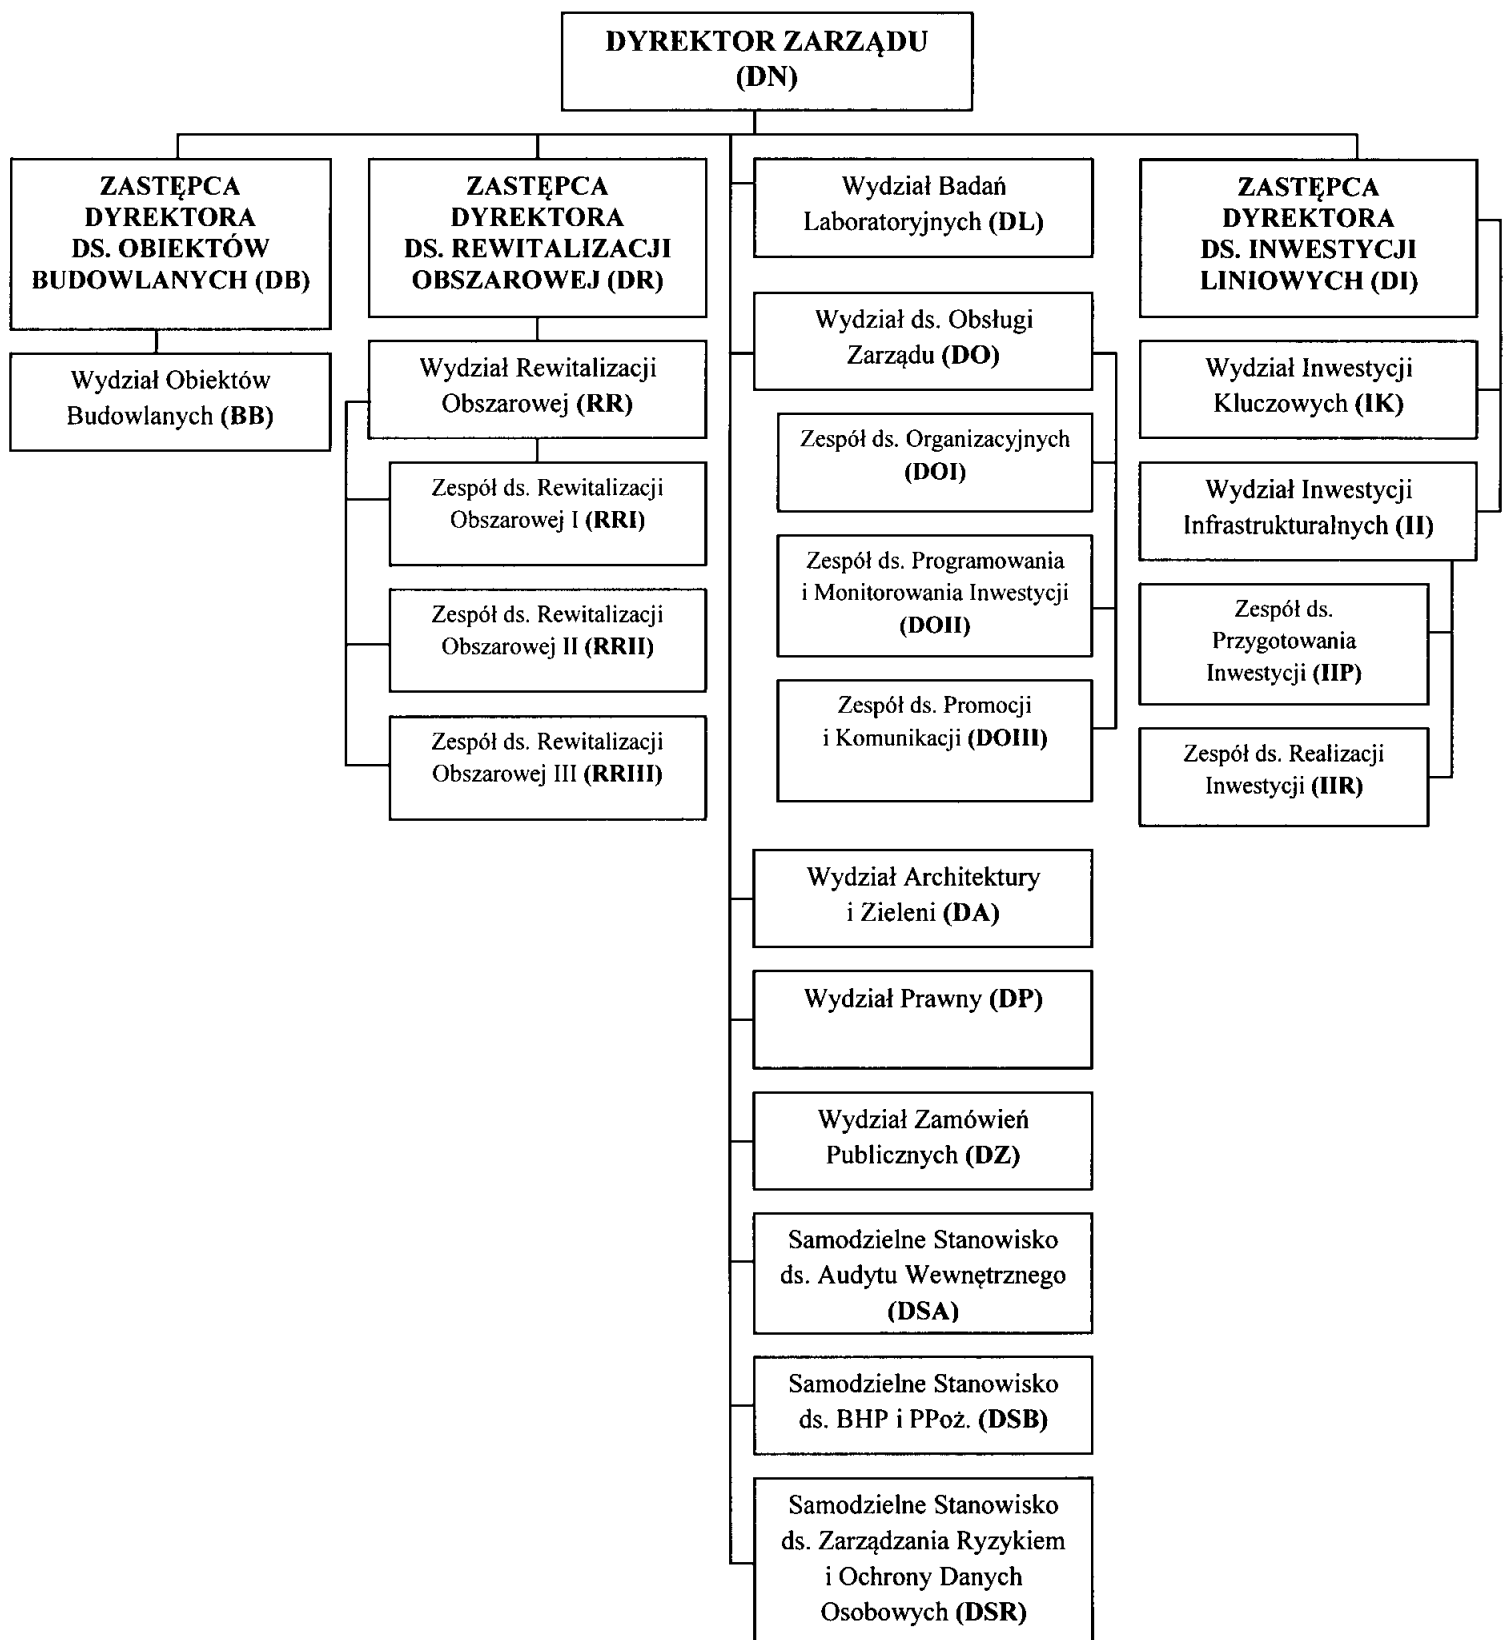 DYREKTOR ZARZĄDU
(DN)
ZASTĘPCA
DYREKTORA
DS. OBIEKTÓW
BUDOWLANYCH (DB)
Wydział Obiektów
Budowlanych (BB)
ZASTĘPCA
DYREKTORA
DS. REWITALIZACJI
OBSZAROWEJ (DR)
Wydział Rewitalizacji
Obszarowej (RR)
Zespół ds. Rewitalizacji
Obszarowej I (RRI)
Zespół ds. Rewitalizacji
Obszarowej II (RRII)
Zespół ds. Rewitalizacji
Obszarowej III (RRIII)
Wydział Badań
Laboratoryjnych (DL)
Wydział ds. Obsługi
Zarządu (DO)
Zespół ds. Organizacyjnych
(DOI)
Zespół ds. Programowania
i Monitorowania Inwestycji
(DOII)
Zespół ds. Promocji
i Komunikacji (DOIII)
Wydział Architektury
i Zieleni (DA)
Wydział Prawny (DP)
Wydział Zamówień
Publicznych (DZ)
Samodzielne Stanowisko
ds. Audytu Wewnętrznego
(DSA)
Samodzielne Stanowisko
ds. BHP i PPoż. (DSB)
Samodzielne Stanowisko
ds. Zarządzania Ryzykiem
i Ochrony Danych
Osobowych (DSR)
ZASTĘPCA
DYREKTORA
DS. INWESTYCJI
LINIOWYCH (DI)
Wydział Inwestycji
Kluczowych (IK)
Wydział Inwestycji
Infrastrukturalnych (II)
Zespół ds.
Przygotowania
Inwestycji (IIP)
Zespół ds. Realizacji
Inwestycji (IIR)